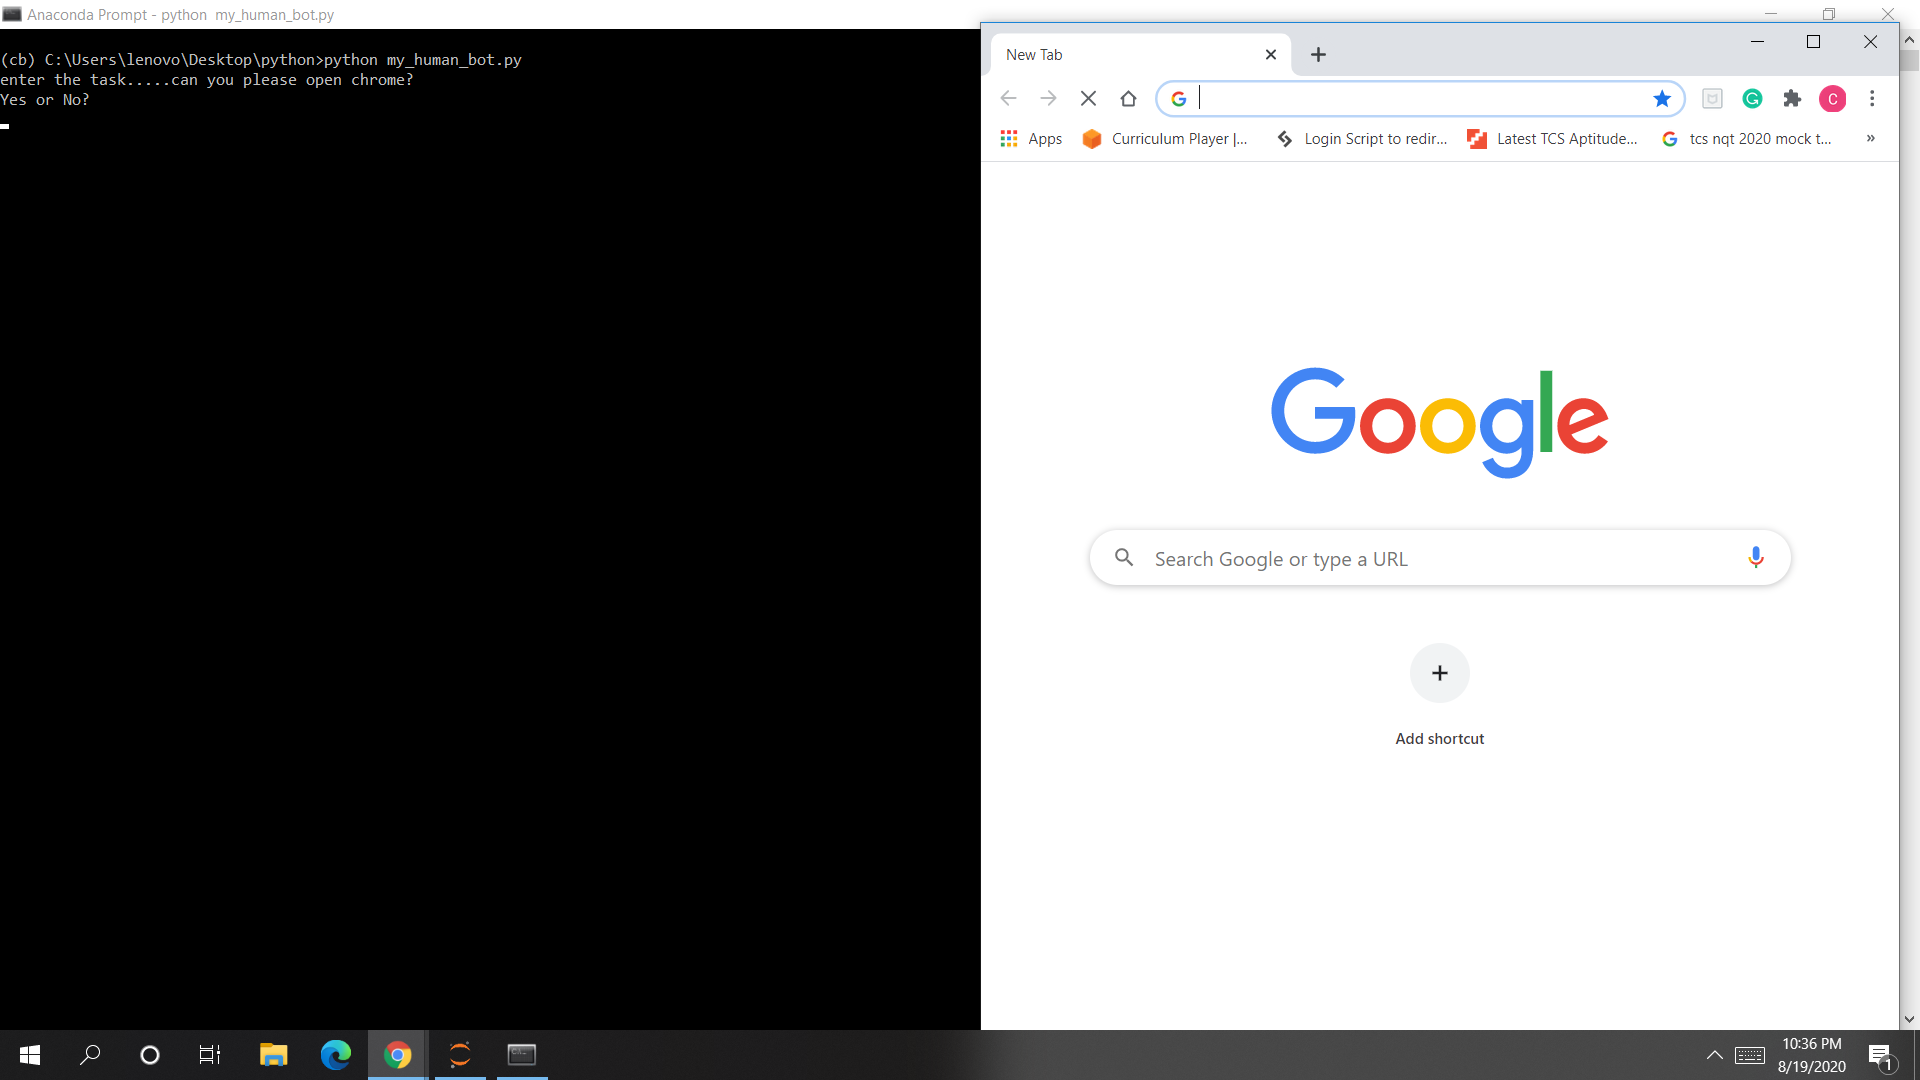 Anaconda Prompt - python  my_human_bot.py
(cb) C:\Users\lenovo\Desktop\python>python my_human_bot.py
enter the task.....can you please open chrome?
Yes or No?
New Tab
C
Apps
Curriculum Player |...
Login Script to redir...
Latest TCS Aptitude...
tcs nqt 2020 mock t...
»
Google
Search Google or type a URL
Add shortcut
10:36 PM
8/19/2020
1